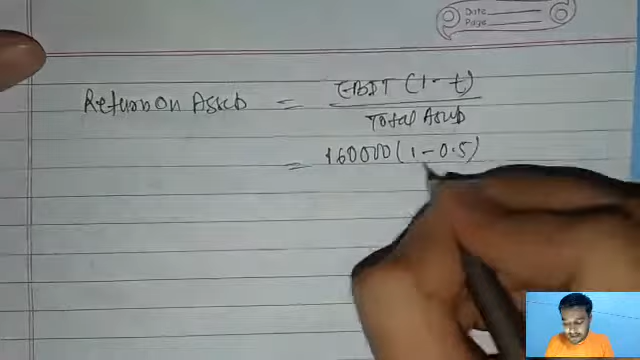 Date
Page
Return On Assets = EBIT (1-t)
Total Assets
= 160000 (1-0.5)